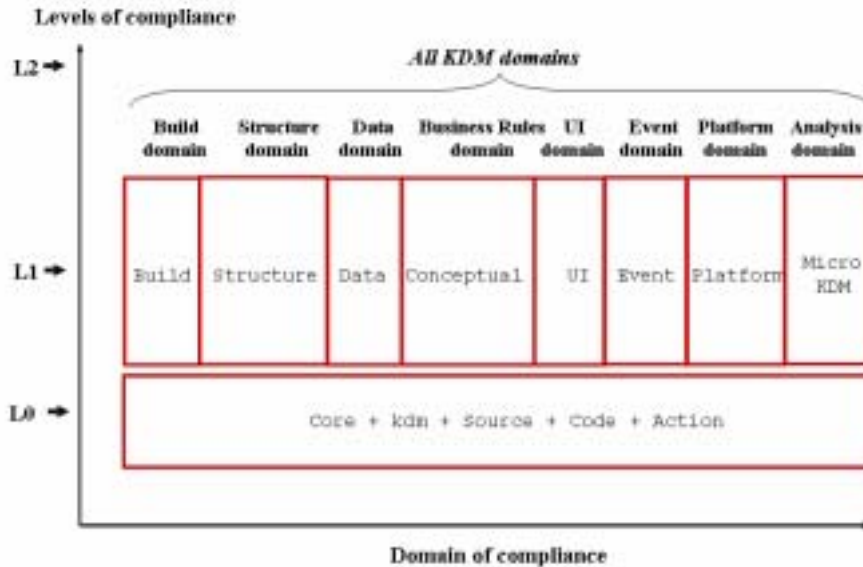 Levels of compliance
L2
All KDM domains
Build domain
Structure domain
Data domain
Business Rules domain
UI domain
Event domain
Platform domain
Analysis domain
L1
Build
Structure
Data
Conceptual
UI
Event
Platform
Micro KDM
L0
Core + kdm + Source + Code + Action
Domain of compliance